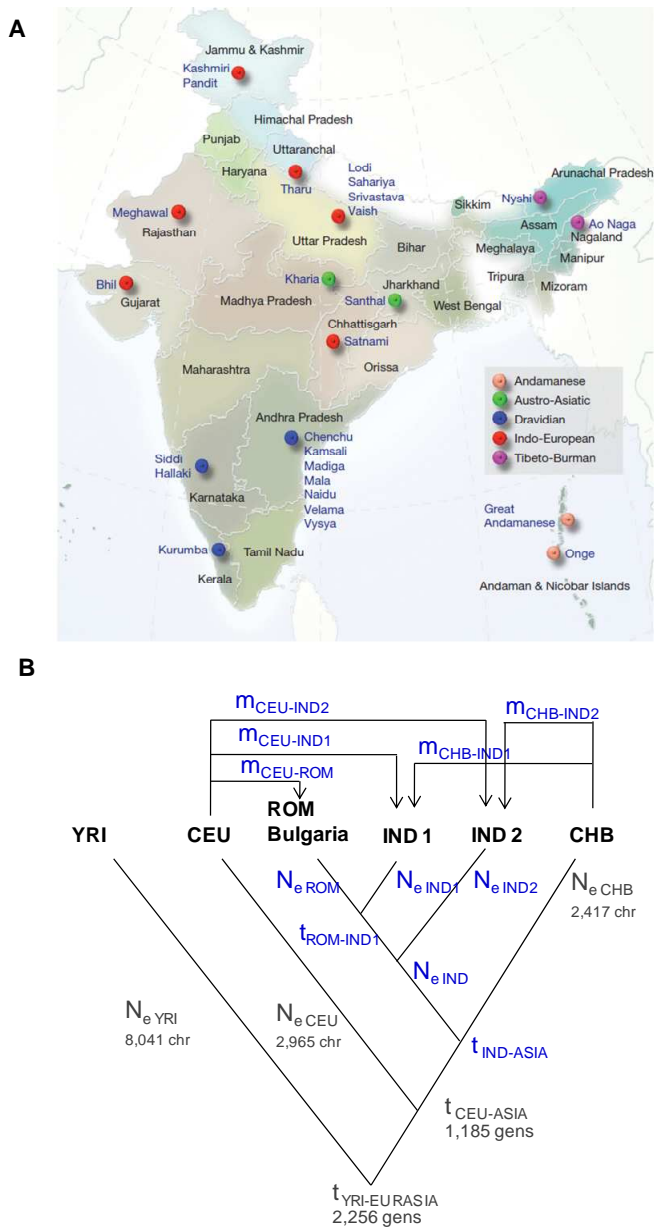 A
Jammu & Kashmir
Kashmiri
Pandit
Himachal Pradesh
Punjab
Uttaranchal
Haryana
Tharu
Lodi
Sahariya
Srivastava
Vaish
Arunachal Pradesh
Nyshi
Sikkim
Assam
Ao Naga
Nagaland
Meghawal
Rajasthan
Uttar Pradesh
Bihar
Meghalaya
Manipur
Tripura
Mizoram
Bhil
Gujarat
Kharia
Jharkhand
Madhya Pradesh
Santhal
West Bengal
Chhattisgarh
Satnami
Orissa
Maharashtra
Andamanese
Austro-Asiatic
Dravidian
Indo-European
Tibeto-Burman
Andhra Pradesh
Chenchu
Kamsali
Madiga
Mala
Naidu
Velama
Vysya
Siddi
Hallaki
Karnataka
Great
Andamanese
Onge
Kurumba
Tamil Nadu
Kerala
Andaman & Nicobar Islands
B
mCEU-IND2
mCHB-IND2
mCEU-IND1
mCHB-IND1
mCEU-ROM
YRI CEU ROM Bulgaria IND 1 IND 2 CHB
Ne ROM Ne IND1 Ne IND2 Ne CHB
2,417 chr
tROM-IND1
Ne IND
Ne YRI
8,041 chr
Ne CEU
2,965 chr
tIND-ASIA
tCEU-ASIA
1,185 gens
tYRI-EURASIA
2,256 gens